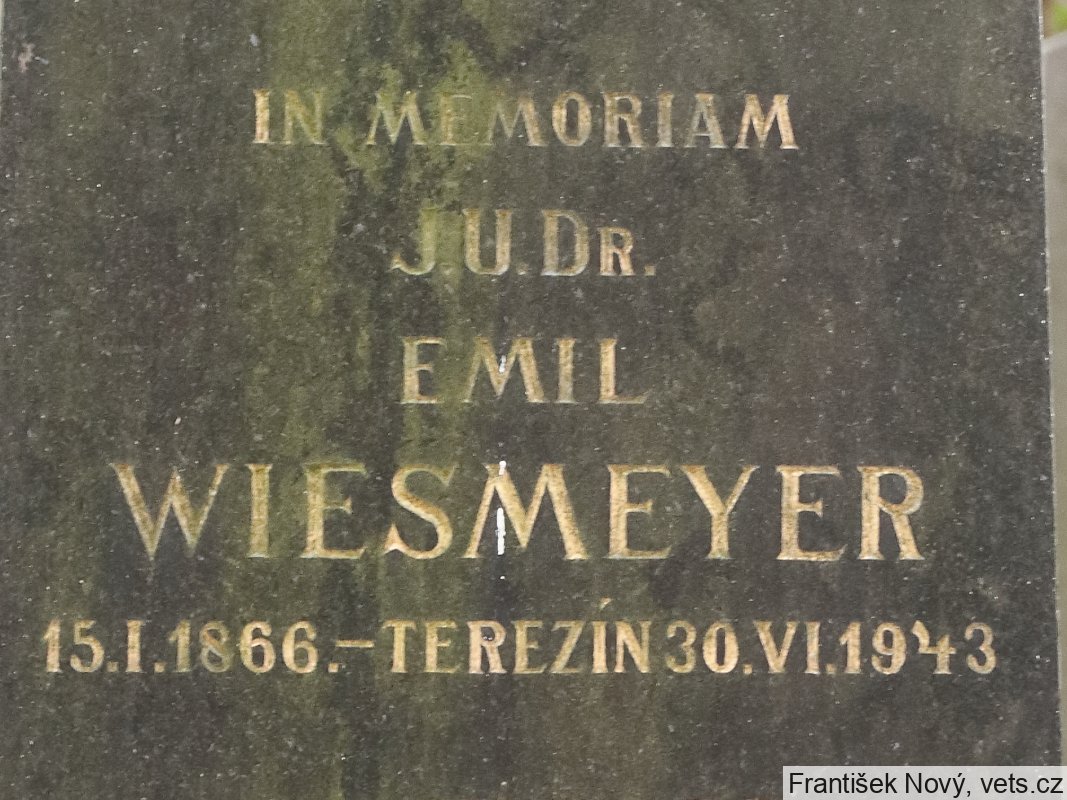 IN MEMORIAM
J.U.DR.
EMIL
WIESMEYER
15.I.1866.-TEREZÍN 30.VI.1943
František Nový, vets.cz